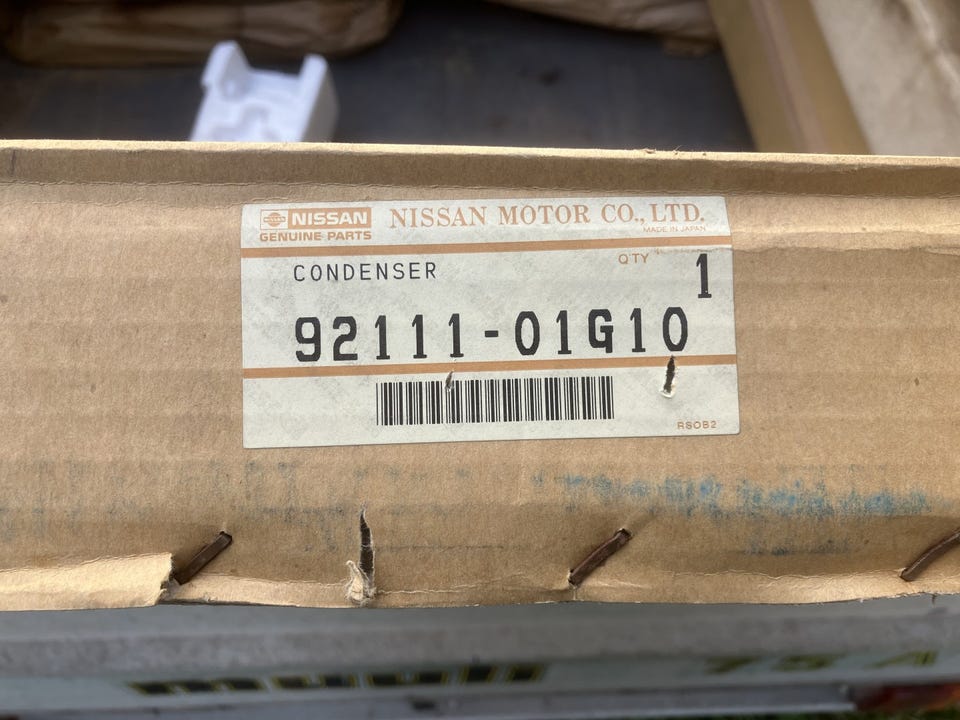 NISSAN
GENUINE PARTS
NISSAN MOTOR CO., LTD.
MADE IN JAPAN
CONDENSER
QTY 1
92111-01G10
RSOB2